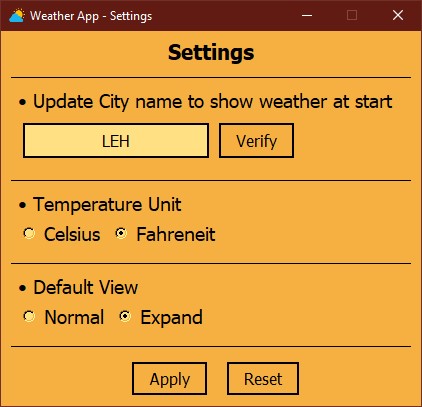 Weather App - Settings
Settings
• Update City name to show weather at start
LEH Verify
• Temperature Unit
Celsius Fahreneit
• Default View
Normal Expand
Apply Reset